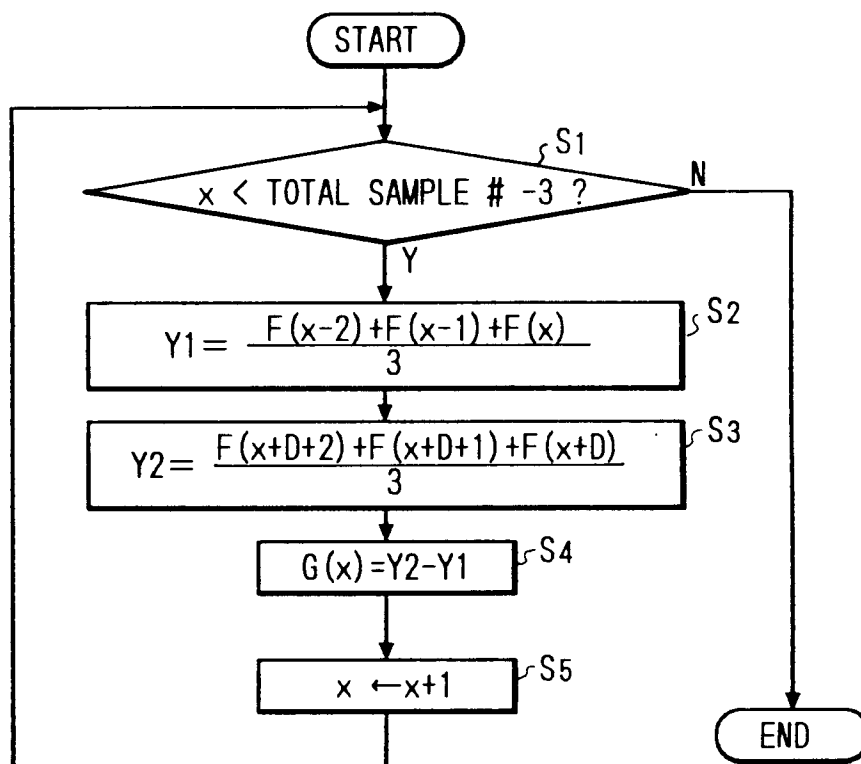 START
S1
x < TOTAL SAMPLE # -3 ?
N
Y
S2
Y1= F(x-2)+F(x-1)+F(x)
3
S3
Y2= F(x+D+2)+F(x+D+1)+F(x+D)
3
S4
G(x)=Y2-Y1
S5
x ←x+1
END